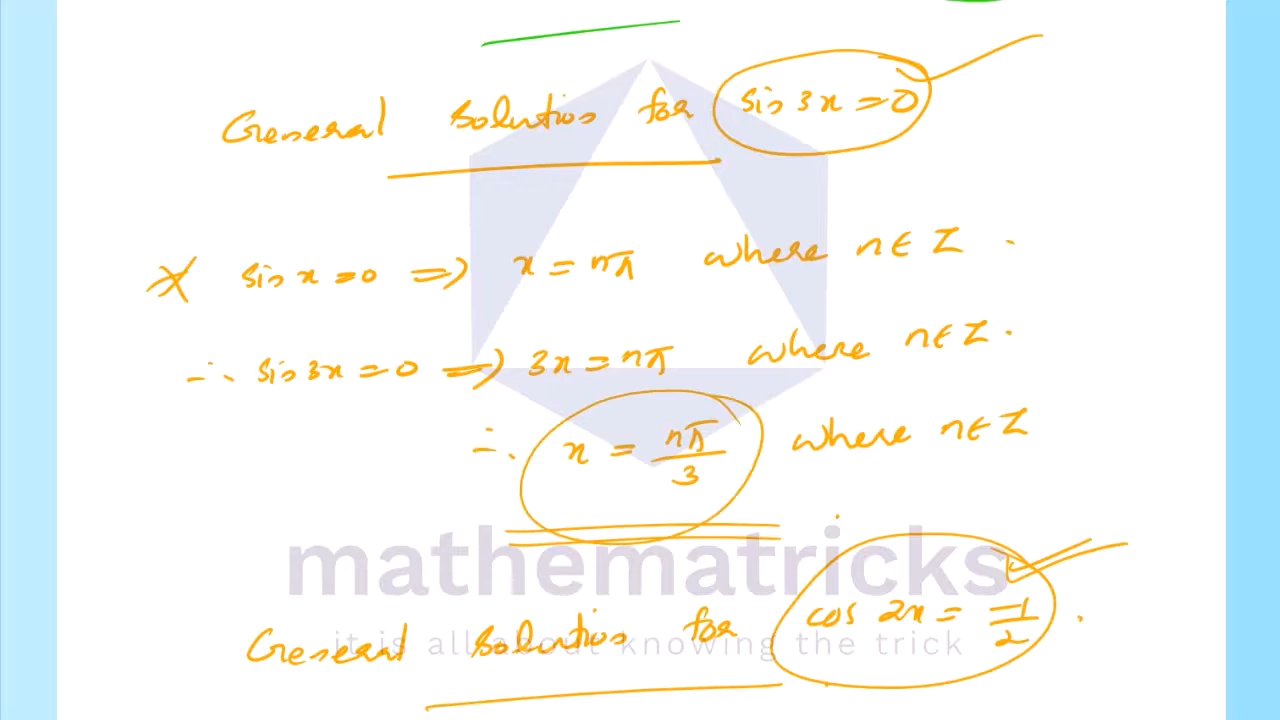 General solution for sin 3x = 0
* sin x = 0 ⇒ x = nπ where n ∈ Z.
∴ sin 3x = 0 ⇒ 3x = nπ where n ∈ Z.
∴ x = nπ/3 where n ∈ Z
mathematricks
General solution for cos 2x = -1/2.
it is all about knowing the trick